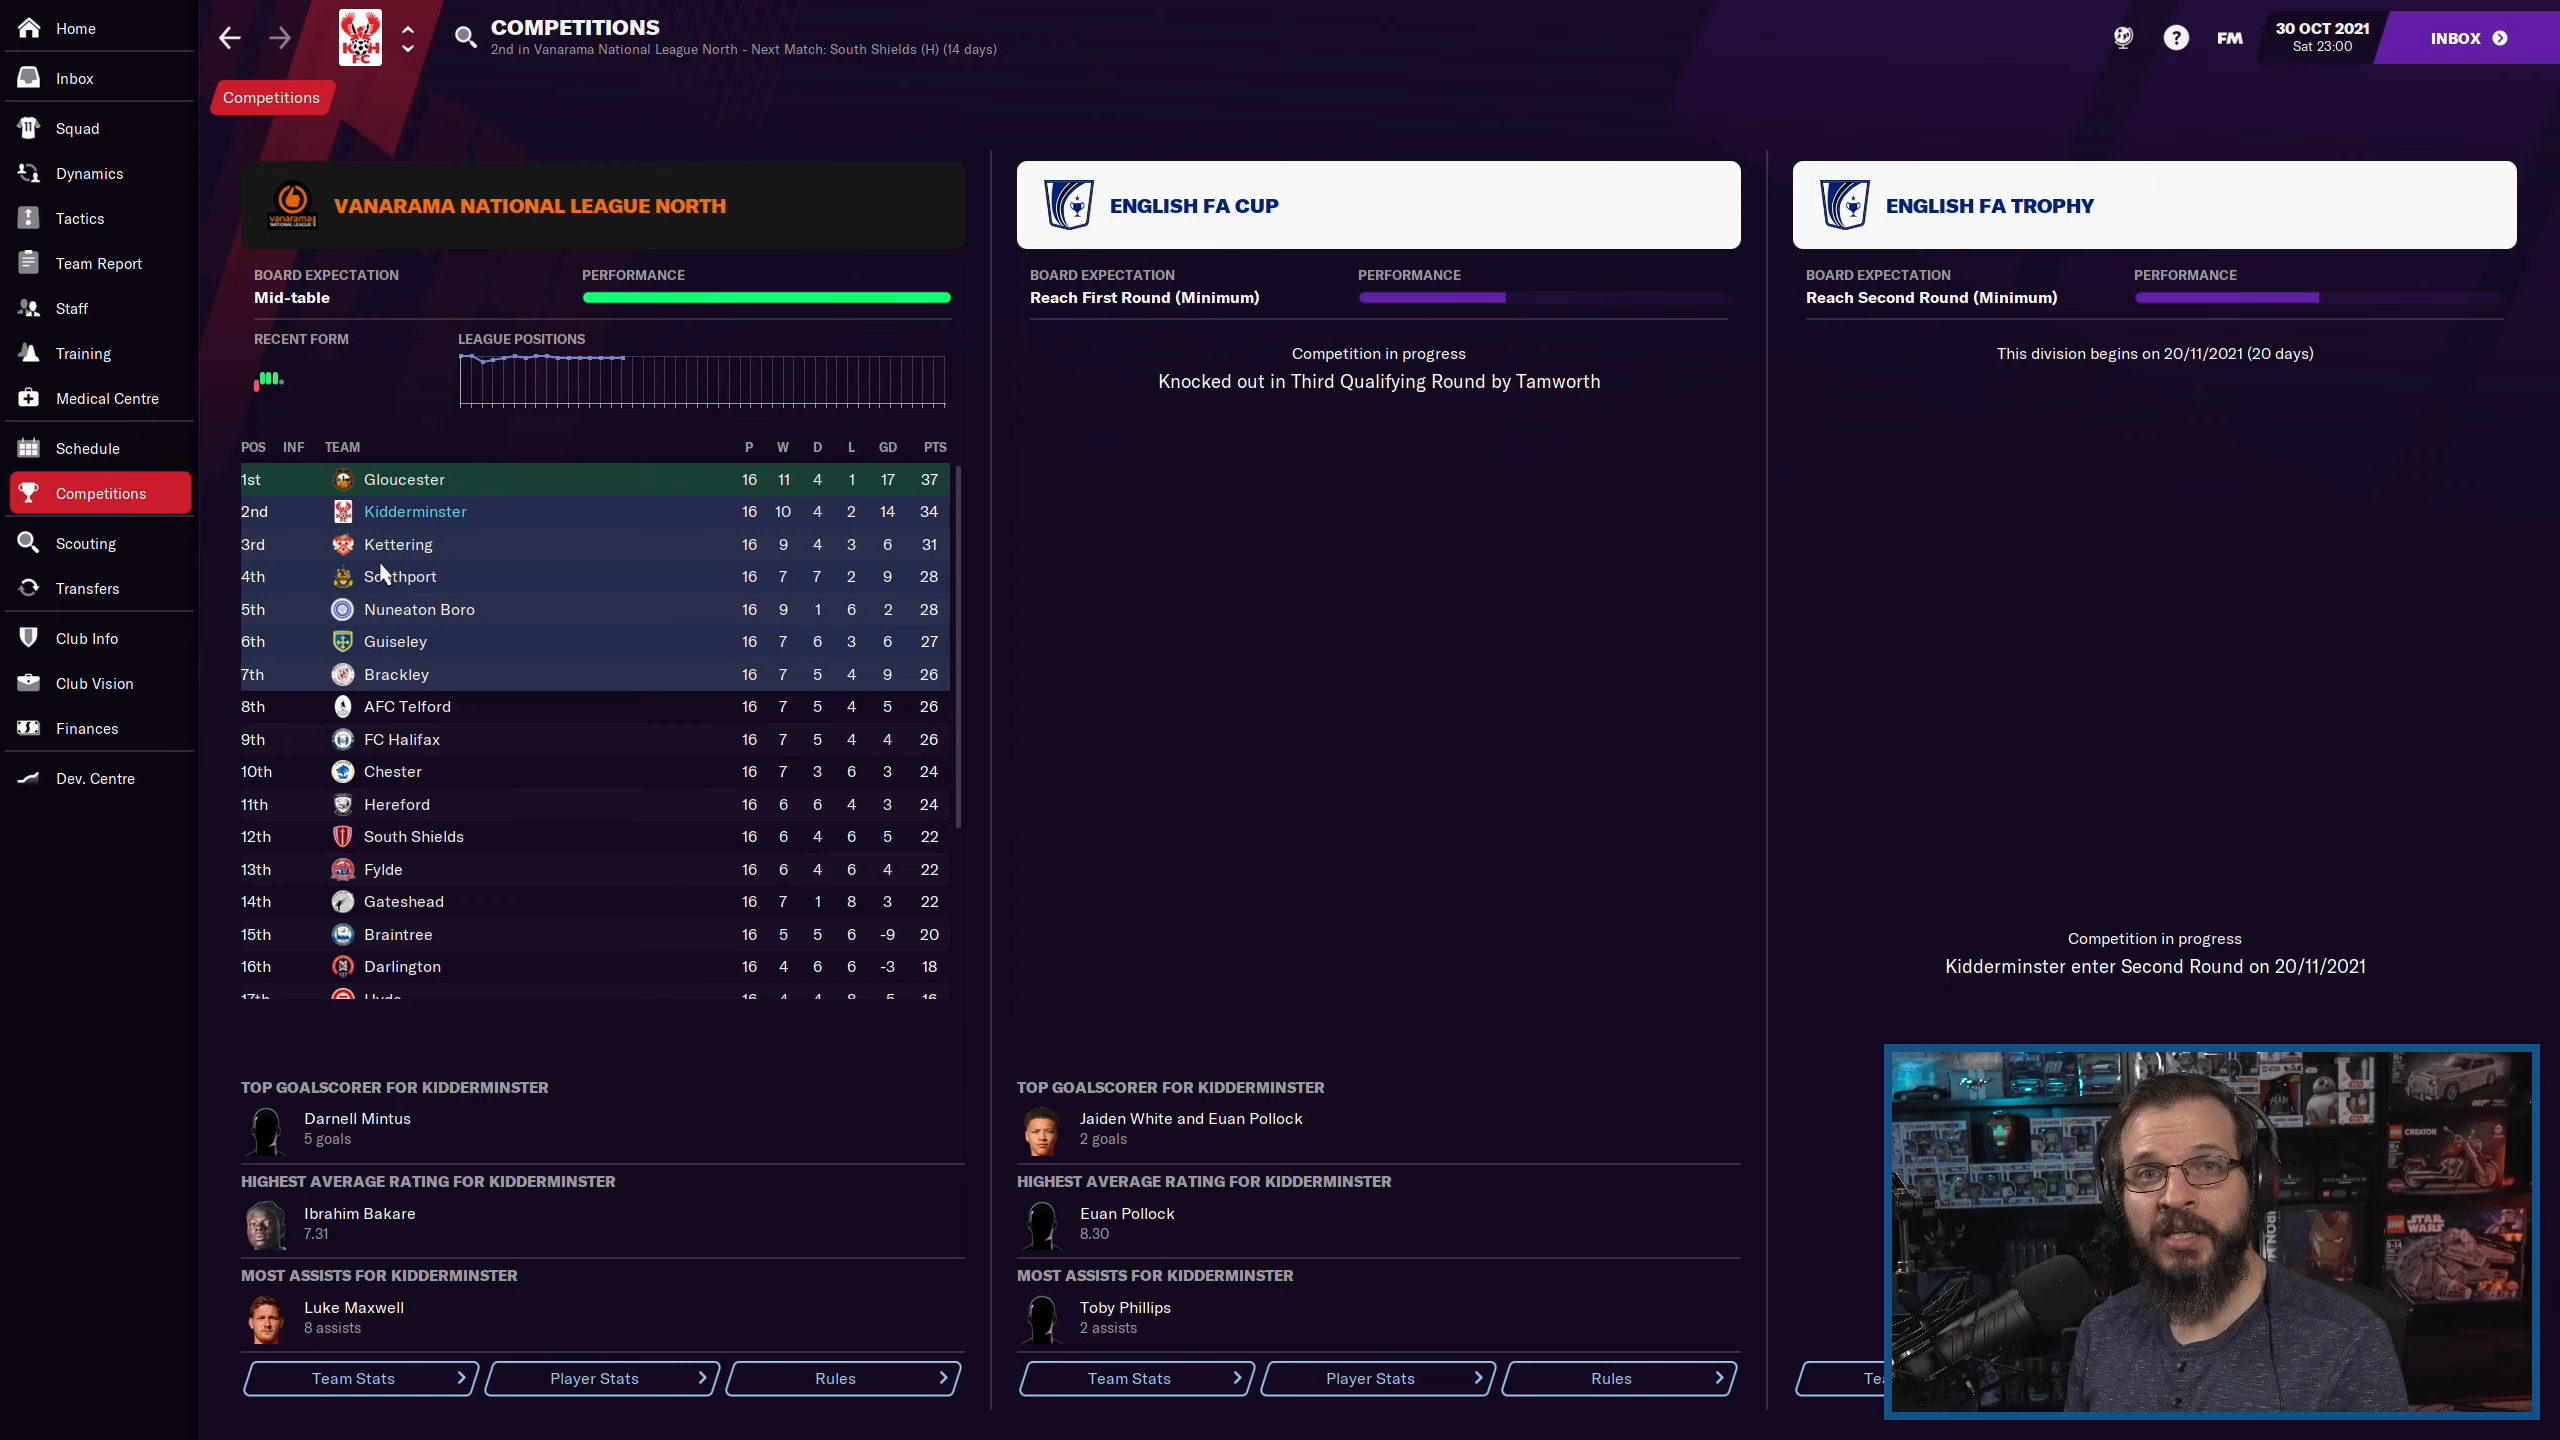 Home
Inbox
Squad
Dynamics
Tactics
Team Report
Staff
Training
Medical Centre
Schedule
Competitions
Scouting
Transfers
Club Info
Club Vision
Finances
Dev. Centre
COMPETITIONS
2nd in Vanarama National League North - Next Match: South Shields (H) (14 days)
FM
30 OCT 2021
Sat 23:00
INBOX
Competitions
VANARAMA NATIONAL LEAGUE NORTH
BOARD EXPECTATION PERFORMANCE
Mid-table
RECENT FORM LEAGUE POSITIONS
POS INF TEAM P W D L GD PTS
1st Gloucester 16 11 4 1 17 37
2nd Kidderminster 16 10 4 2 14 34
3rd Kettering 16 9 4 3 6 31
4th Southport 16 7 7 2 9 28
5th Nuneaton Boro 16 9 1 6 2 28
6th Guiseley 16 7 6 3 6 27
7th Brackley 16 7 5 4 9 26
8th AFC Telford 16 7 5 4 5 26
9th FC Halifax 16 7 5 4 4 26
10th Chester 16 7 3 6 3 24
11th Hereford 16 6 6 4 3 24
12th South Shields 16 6 4 6 5 22
13th Fylde 16 6 4 6 4 22
14th Gateshead 16 7 1 8 3 22
15th Braintree 16 5 5 6 -9 20
16th Darlington 16 4 6 6 -3 18
17th Hyde 16 4 4 8
TOP GOALSCORER FOR KIDDERMINSTER
Darnell Mintus
5 goals
HIGHEST AVERAGE RATING FOR KIDDERMINSTER
Ibrahim Bakare
7.31
MOST ASSISTS FOR KIDDERMINSTER
Luke Maxwell
8 assists
Team Stats Player Stats Rules
ENGLISH FA CUP
BOARD EXPECTATION PERFORMANCE
Reach First Round (Minimum)
Competition in progress
Knocked out in Third Qualifying Round by Tamworth
TOP GOALSCORER FOR KIDDERMINSTER
Jaiden White and Euan Pollock
2 goals
HIGHEST AVERAGE RATING FOR KIDDERMINSTER
Euan Pollock
8.30
MOST ASSISTS FOR KIDDERMINSTER
Toby Phillips
2 assists
Team Stats Player Stats Rules
ENGLISH FA TROPHY
BOARD EXPECTATION PERFORMANCE
Reach Second Round (Minimum)
This division begins on 20/11/2021 (20 days)
Competition in progress
Kidderminster enter Second Round on 20/11/2021
Te
CREATOR
007
STAR
WARS
IRON M